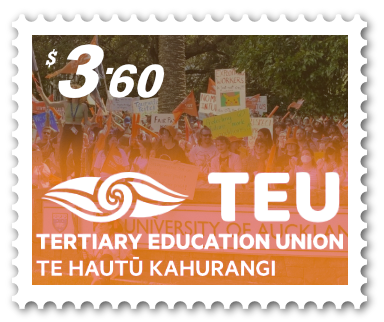 $3.60
TEU
UNIVERSITY OF AUCKLAND
TERTIARY EDUCATION UNION
TE HAUTŪ KAHURANGI